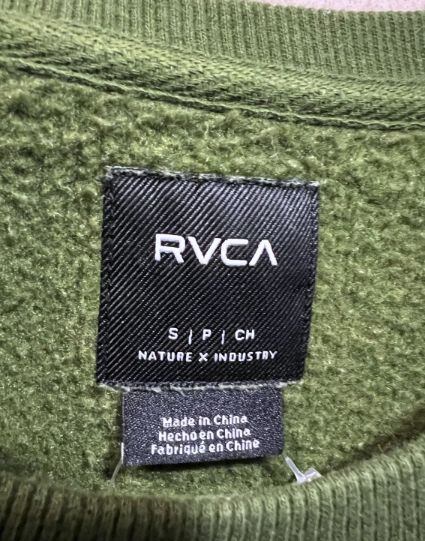 RVCA
S | P | CH
NATURE X INDUSTRY
Made in China
Hecho en China
Fabriqué en Chine